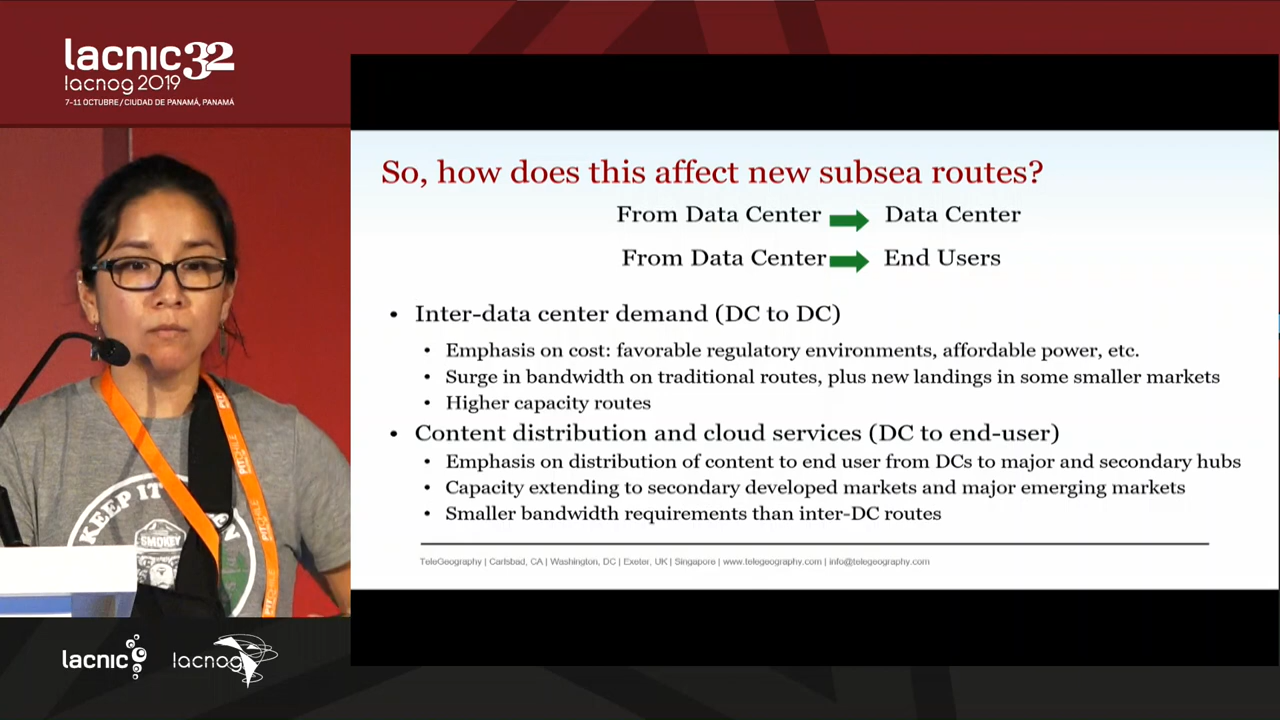 lacnic32
lacnog 2019
7-11 OCTUBRE / CIUDAD DE PANAMÁ, PANAMÁ
So, how does this affect new subsea routes?
From Data Center Data Center
From Data Center End Users
• Inter-data center demand (DC to DC)
• Emphasis on cost: favorable regulatory environments, affordable power, etc.
• Surge in bandwidth on traditional routes, plus new landings in some smaller markets
• Higher capacity routes
• Content distribution and cloud services (DC to end-user)
• Emphasis on distribution of content to end user from DCs to major and secondary hubs
• Capacity extending to secondary developed markets and major emerging markets
• Smaller bandwidth requirements than inter-DC routes
TeleGeography | Carlsbad, CA | Washington, DC | Exeter, UK | Singapore | www.telegeography.com | info@telegeography.com
KEEP IT
SMOKEY
lacnic
lacnog